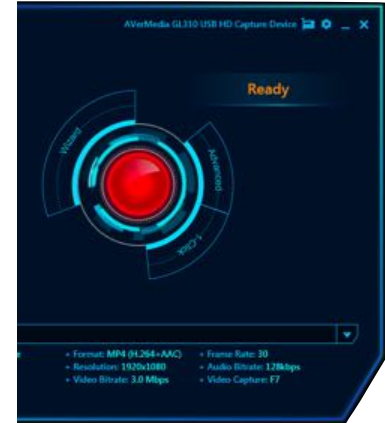 AVerMedia GL310 USB HD Capture Device
Ready
Wizard
Advanced
1-Click
+ Format: MP4 (H.264+AAC)
+ Frame Rate: 30
+ Resolution: 1920x1080
+ Audio Bitrate: 128kbps
+ Video Bitrate: 3.0 Mbps
+ Video Capture: F7